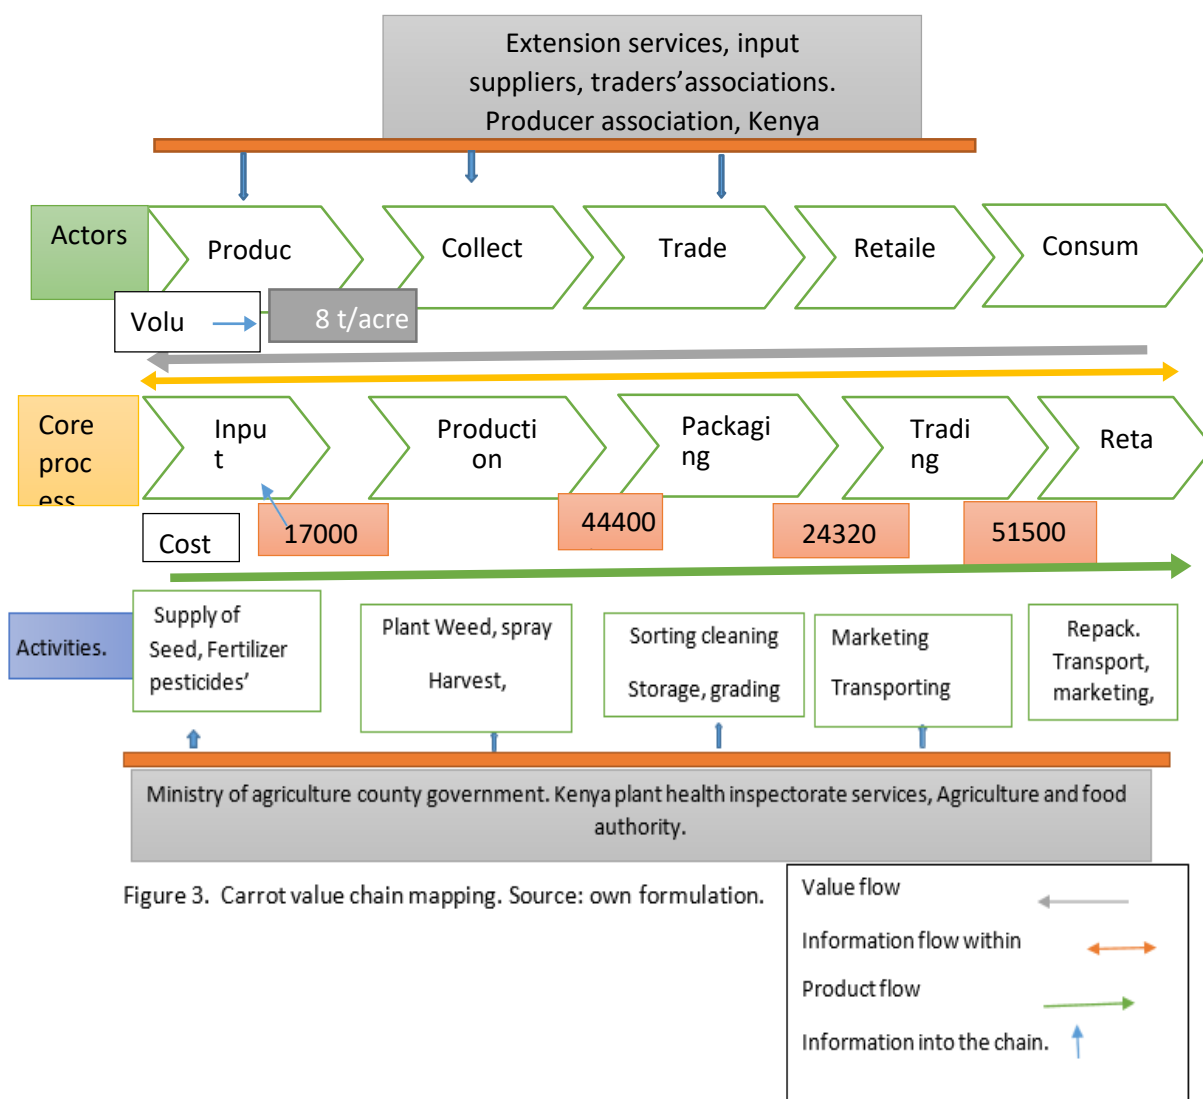 Extension services, input
suppliers, traders’associations.
Producer association, Kenya
Actors
Produc
Collect
Trade
Retaile
Consum
Volu
8 t/acre
Core
proc
ess
Inpu
t
Producti
on
Packagi
ng
Tradi
ng
Reta
Cost
17000
44400
24320
51500
Activities.
Supply of
Seed, Fertilizer
pesticides’
Plant Weed, spray
Harvest,
Sorting cleaning
Storage, grading
Marketing
Transporting
Repack.
Transport,
marketing,
Ministry of agriculture county government. Kenya plant health inspectorate services, Agriculture and food
authority.
Figure 3. Carrot value chain mapping. Source: own formulation.
Value flow
Information flow within
Product flow
Information into the chain.